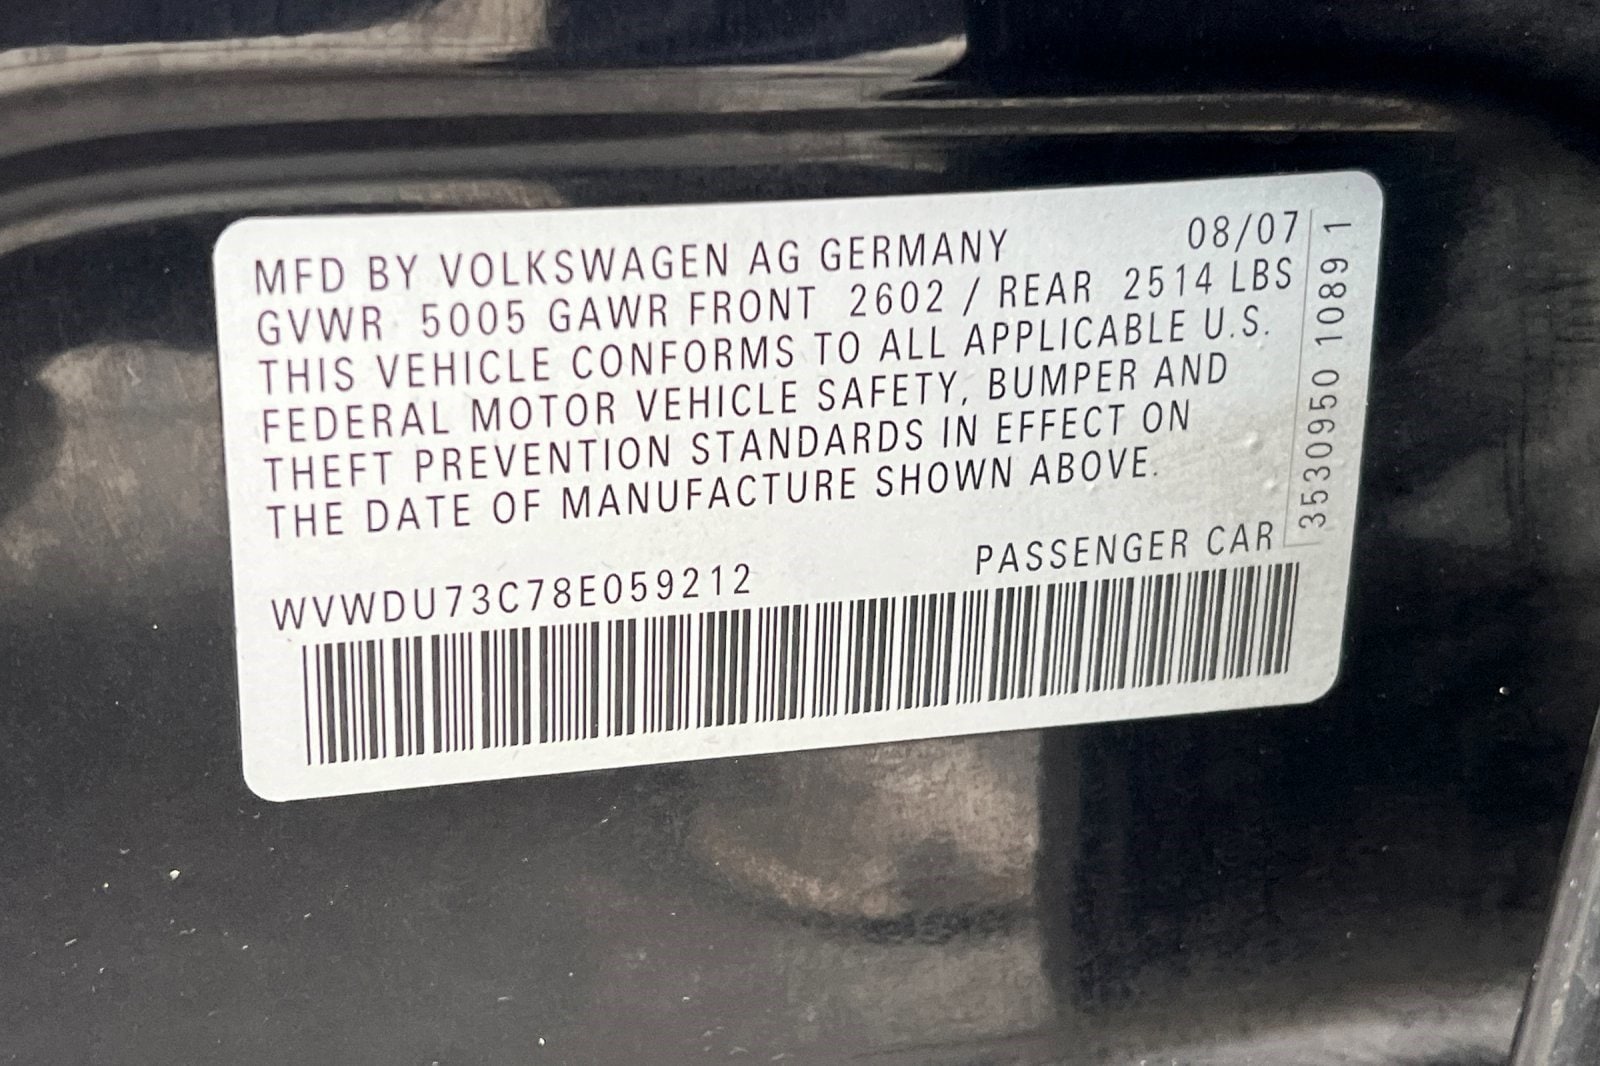 MFD BY VOLKSWAGEN AG GERMANY 08/07
GVWR 5005 GAWR FRONT 2602 / REAR 2514 LBS
THIS VEHICLE CONFORMS TO ALL APPLICABLE U.S.
FEDERAL MOTOR VEHICLE SAFETY, BUMPER AND
THEFT PREVENTION STANDARDS IN EFFECT ON
THE DATE OF MANUFACTURE SHOWN ABOVE.
WVWDU73C78E059212 PASSENGER CAR
3530950 1089 1